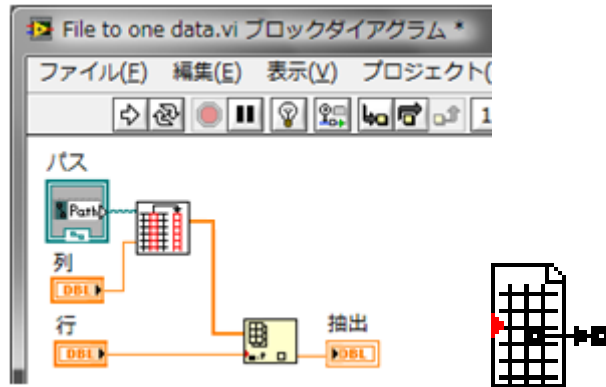 File to one data.vi ブロックダイアグラム *
ファイル(F) 編集(E) 表示(V) プロジェクト(
1
パス
Path
列
DBL
行
DBL
抽出
DBL